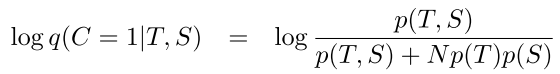 log q(C = 1|T, S) = log p(T, S) / p(T, S) + Np(T)p(S)